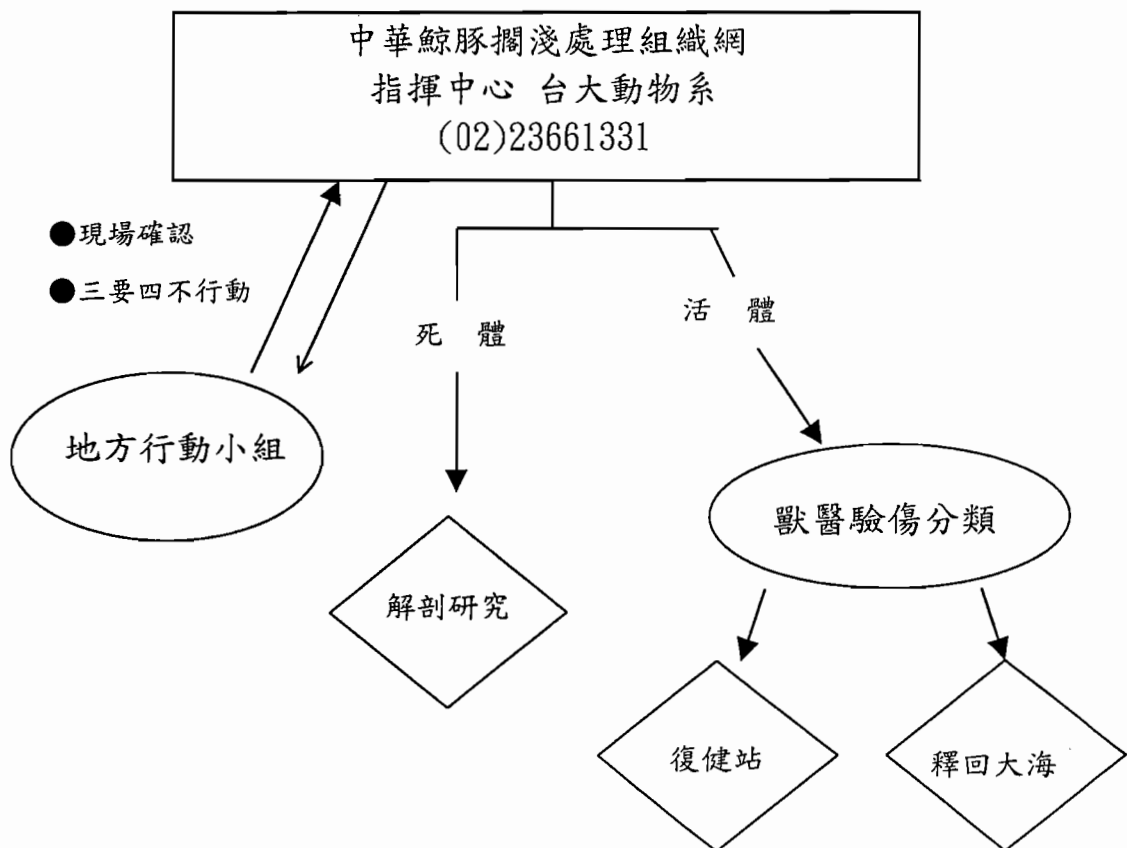 中華鯨豚擱淺處理組織網
指揮中心 台大動物系
(02)23661331
●現場確認
●三要四不行動
死 體
活 體
地方行動小組
獸醫驗傷分類
解剖研究
復健站
釋回大海